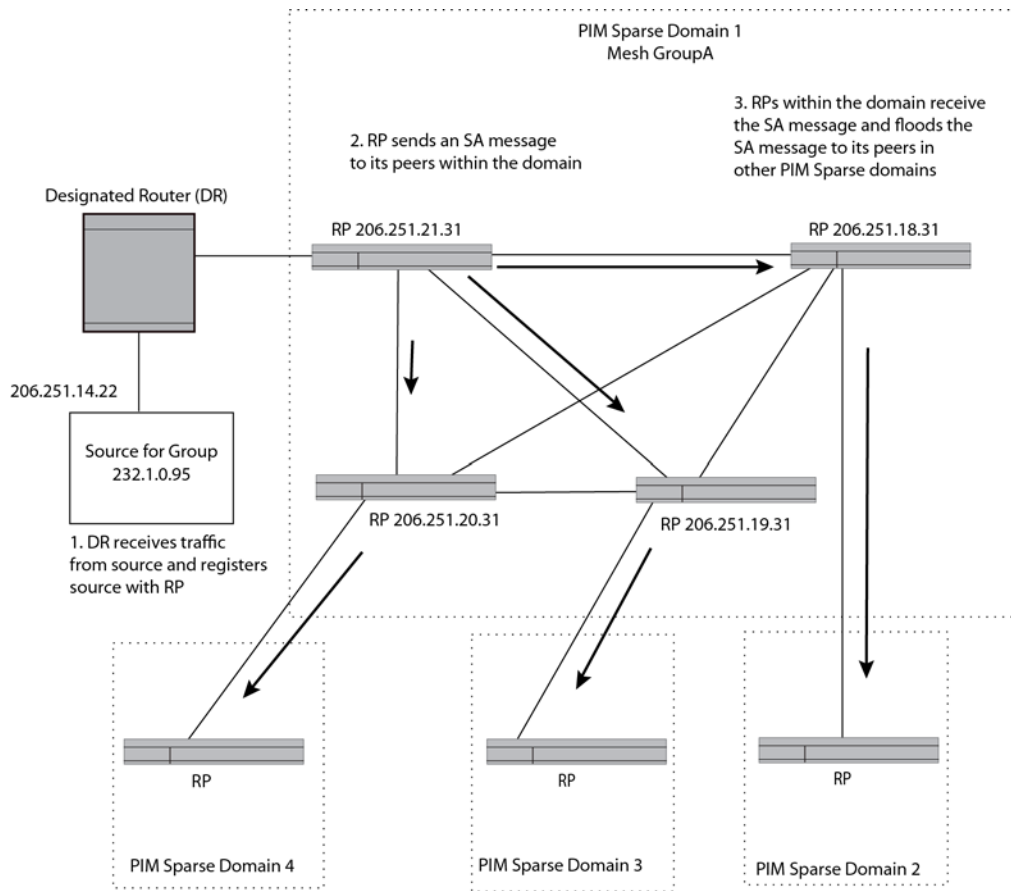 PIM Sparse Domain 1
Mesh GroupA
2. RP sends an SA message
to its peers within the domain
3. RPs within the domain receive
the SA message and floods the
SA message to its peers in
other PIM Sparse domains
Designated Router (DR)
RP 206.251.21.31
RP 206.251.18.31
206.251.14.22
Source for Group
232.1.0.95
1. DR receives traffic
from source and registers
source with RP
RP 206.251.20.31
RP 206.251.19.31
RP
RP
RP
PIM Sparse Domain 4
PIM Sparse Domain 3
PIM Sparse Domain 2